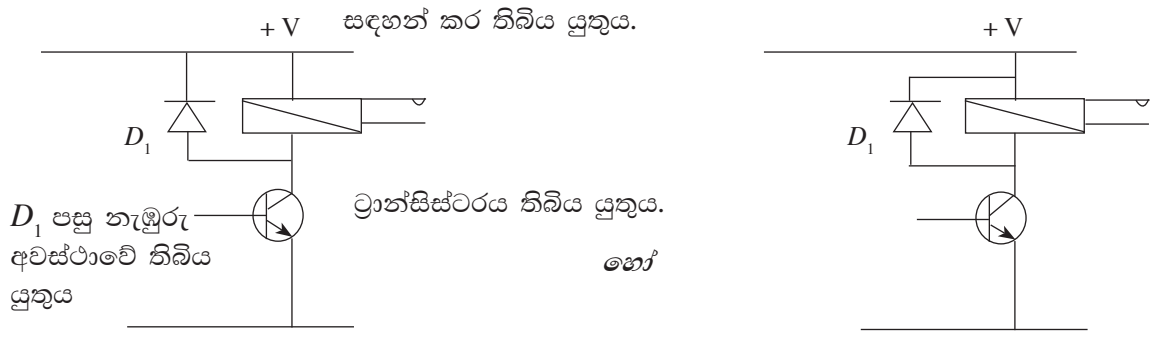 සඳහන් කර තිබිය යුතුය.
+ V
+ V
D1
D1
ට්‍රාන්සිස්ටරය තිබිය යුතුය.
D1 පසු නැඹුරු
අවස්ථාවේ තිබිය
යුතුය
හෝ